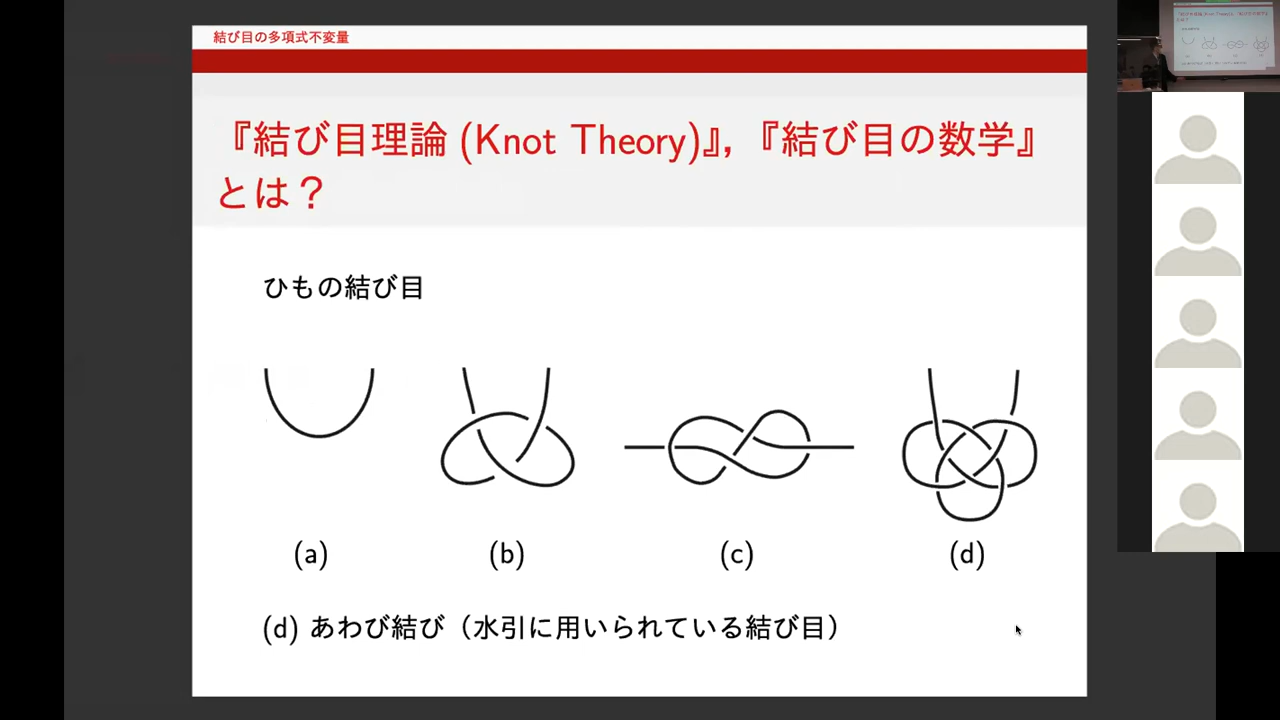 結び目の多項式不変量
『結び目理論 (Knot Theory)』，『結び目の数学』
とは？
ひもの結び目
(a) (b) (c) (d)
(d) あわび結び（水引に用いられている結び目）